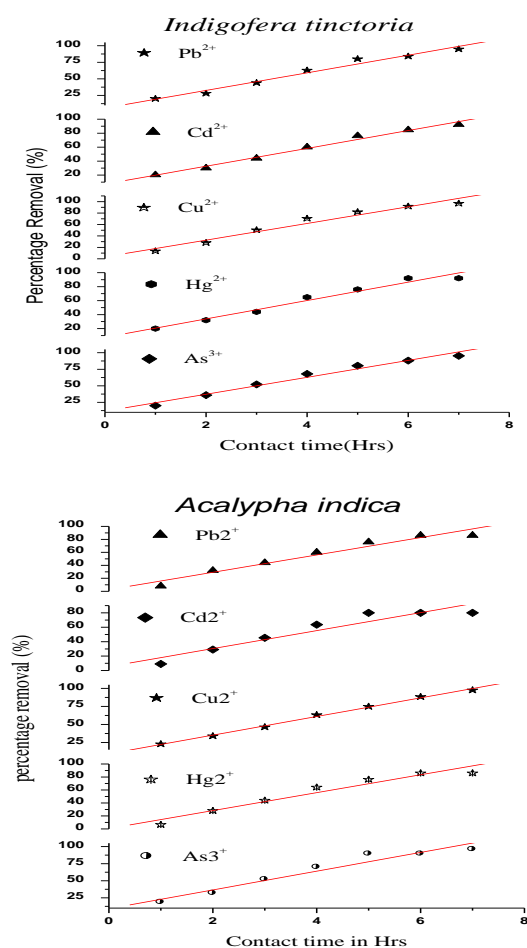 Indigofera tinctoria
100
75
50
25
Pb2+
100
80
60
40
20
Cd2+
100
80
60
40
20
0
Cu2+
100
80
60
40
20
Hg2+
100
75
50
25
As3+
Percentage Removal (%)
0 2 4 6 8
Contact time(Hrs)
Acalypha indica
100
80
60
40
20
0
Pb2+
80
60
40
20
0
Cd2+
100
75
50
25
Cu2+
100
80
60
40
20
0
Hg2+
100
75
50
25
As3+
percentage removal (%)
0 2 4 6 8
Contact time in Hrs